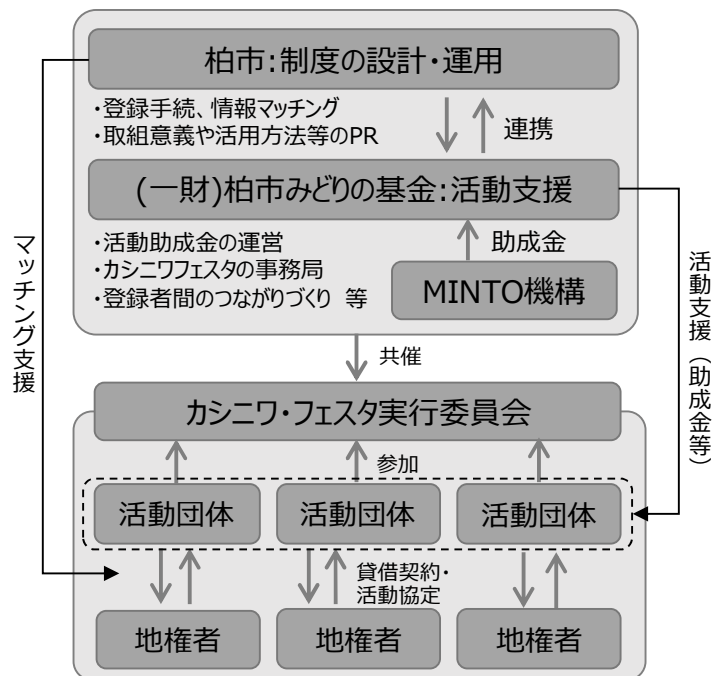 柏市:制度の設計・運用
・登録手続、情報マッチング
・取組意義や活用方法等のPR
連携
(一財)柏市みどりの基金:活動支援
・活動助成金の運営
・カシニワフェスタの事務局
・登録者間のつながりづくり 等
助成金
MINTO機構
マッチング支援
活動支援(助成金等)
共催
カシニワ・フェスタ実行委員会
参加
活動団体
活動団体
活動団体
貸借契約・
活動協定
地権者
地権者
地権者